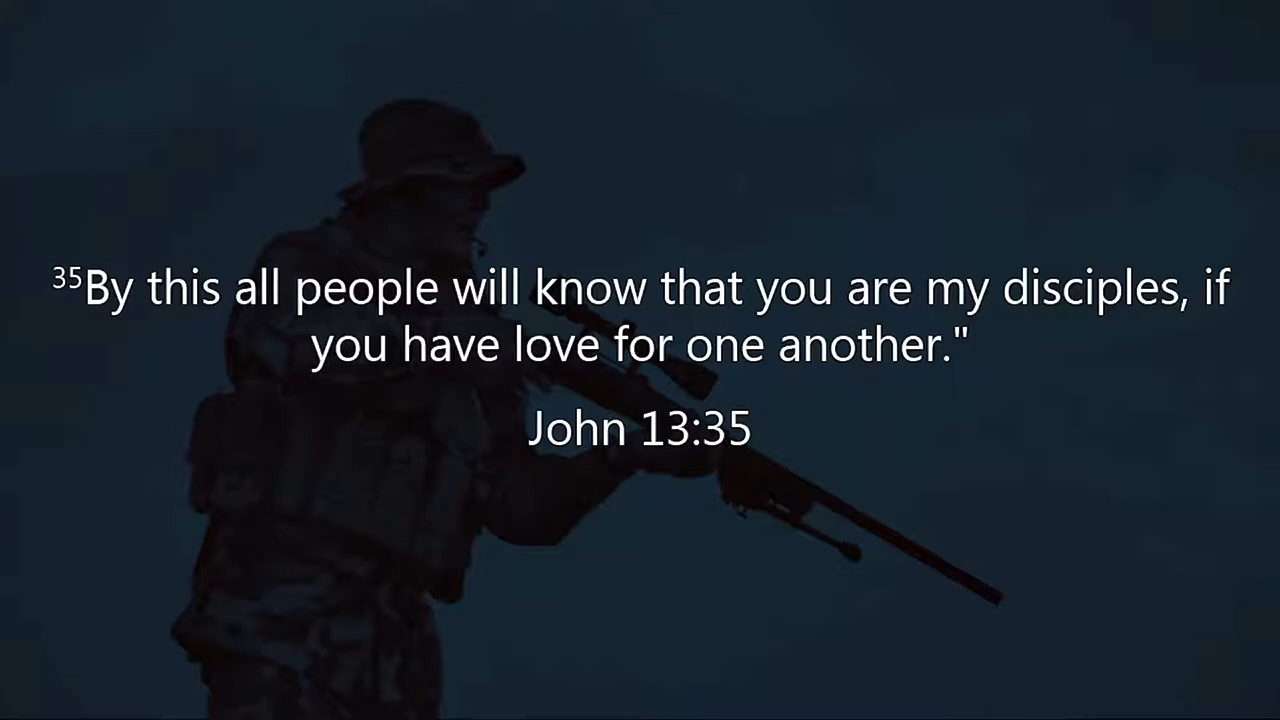 ³⁵By this all people will know that you are my disciples, if
you have love for one another."
John 13:35